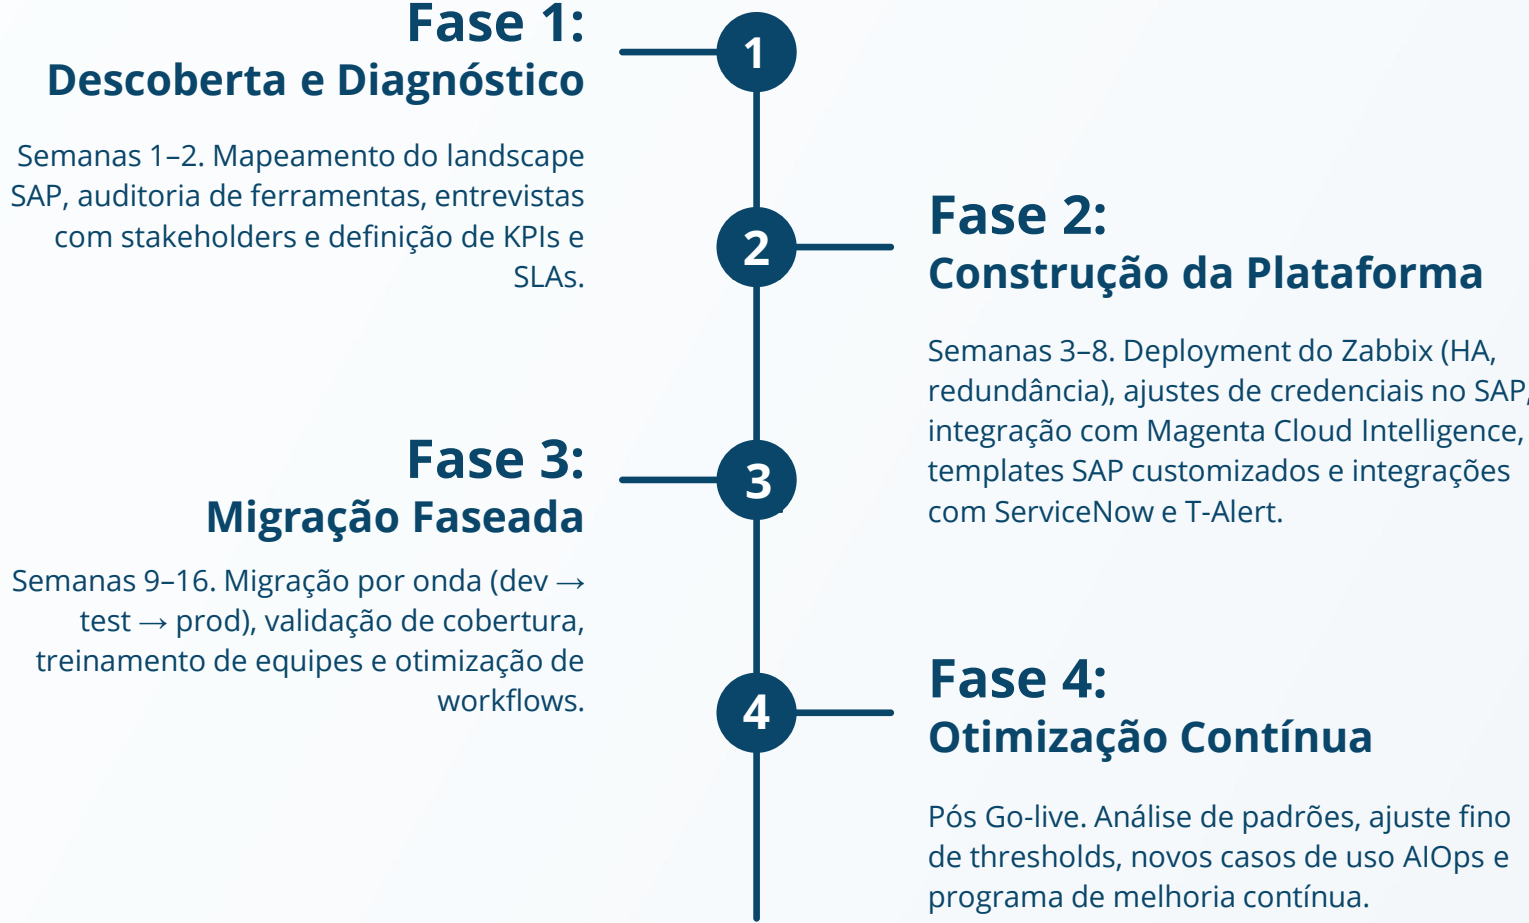 Fase 1:
Descoberta e Diagnóstico
Semanas 1–2. Mapeamento do landscape
SAP, auditoria de ferramentas, entrevistas
com stakeholders e definição de KPIs e
SLAs.
1
2
Fase 2:
Construção da Plataforma
Semanas 3–8. Deployment do Zabbix (HA,
redundância), ajustes de credenciais no SAP,
integração com Magenta Cloud Intelligence,
templates SAP customizados e integrações
com ServiceNow e T-Alert.
Fase 3:
Migração Faseada
Semanas 9–16. Migração por onda (dev →
test → prod), validação de cobertura,
treinamento de equipes e otimização de
workflows.
3
4
Fase 4:
Otimização Contínua
Pós Go-live. Análise de padrões, ajuste fino
de thresholds, novos casos de uso AIOps e
programa de melhoria contínua.